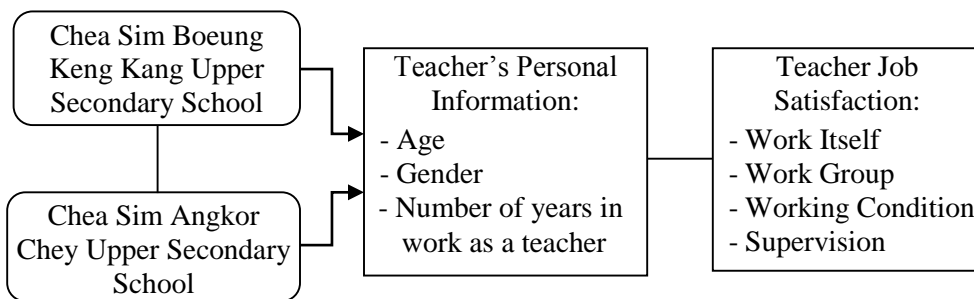 Chea Sim Boeung
Keng Kang Upper
Secondary School
Chea Sim Angkor
Chey Upper Secondary
School
Teacher’s Personal
Information:
- Age
- Gender
- Number of years in
work as a teacher
Teacher Job
Satisfaction:
- Work Itself
- Work Group
- Working Condition
- Supervision